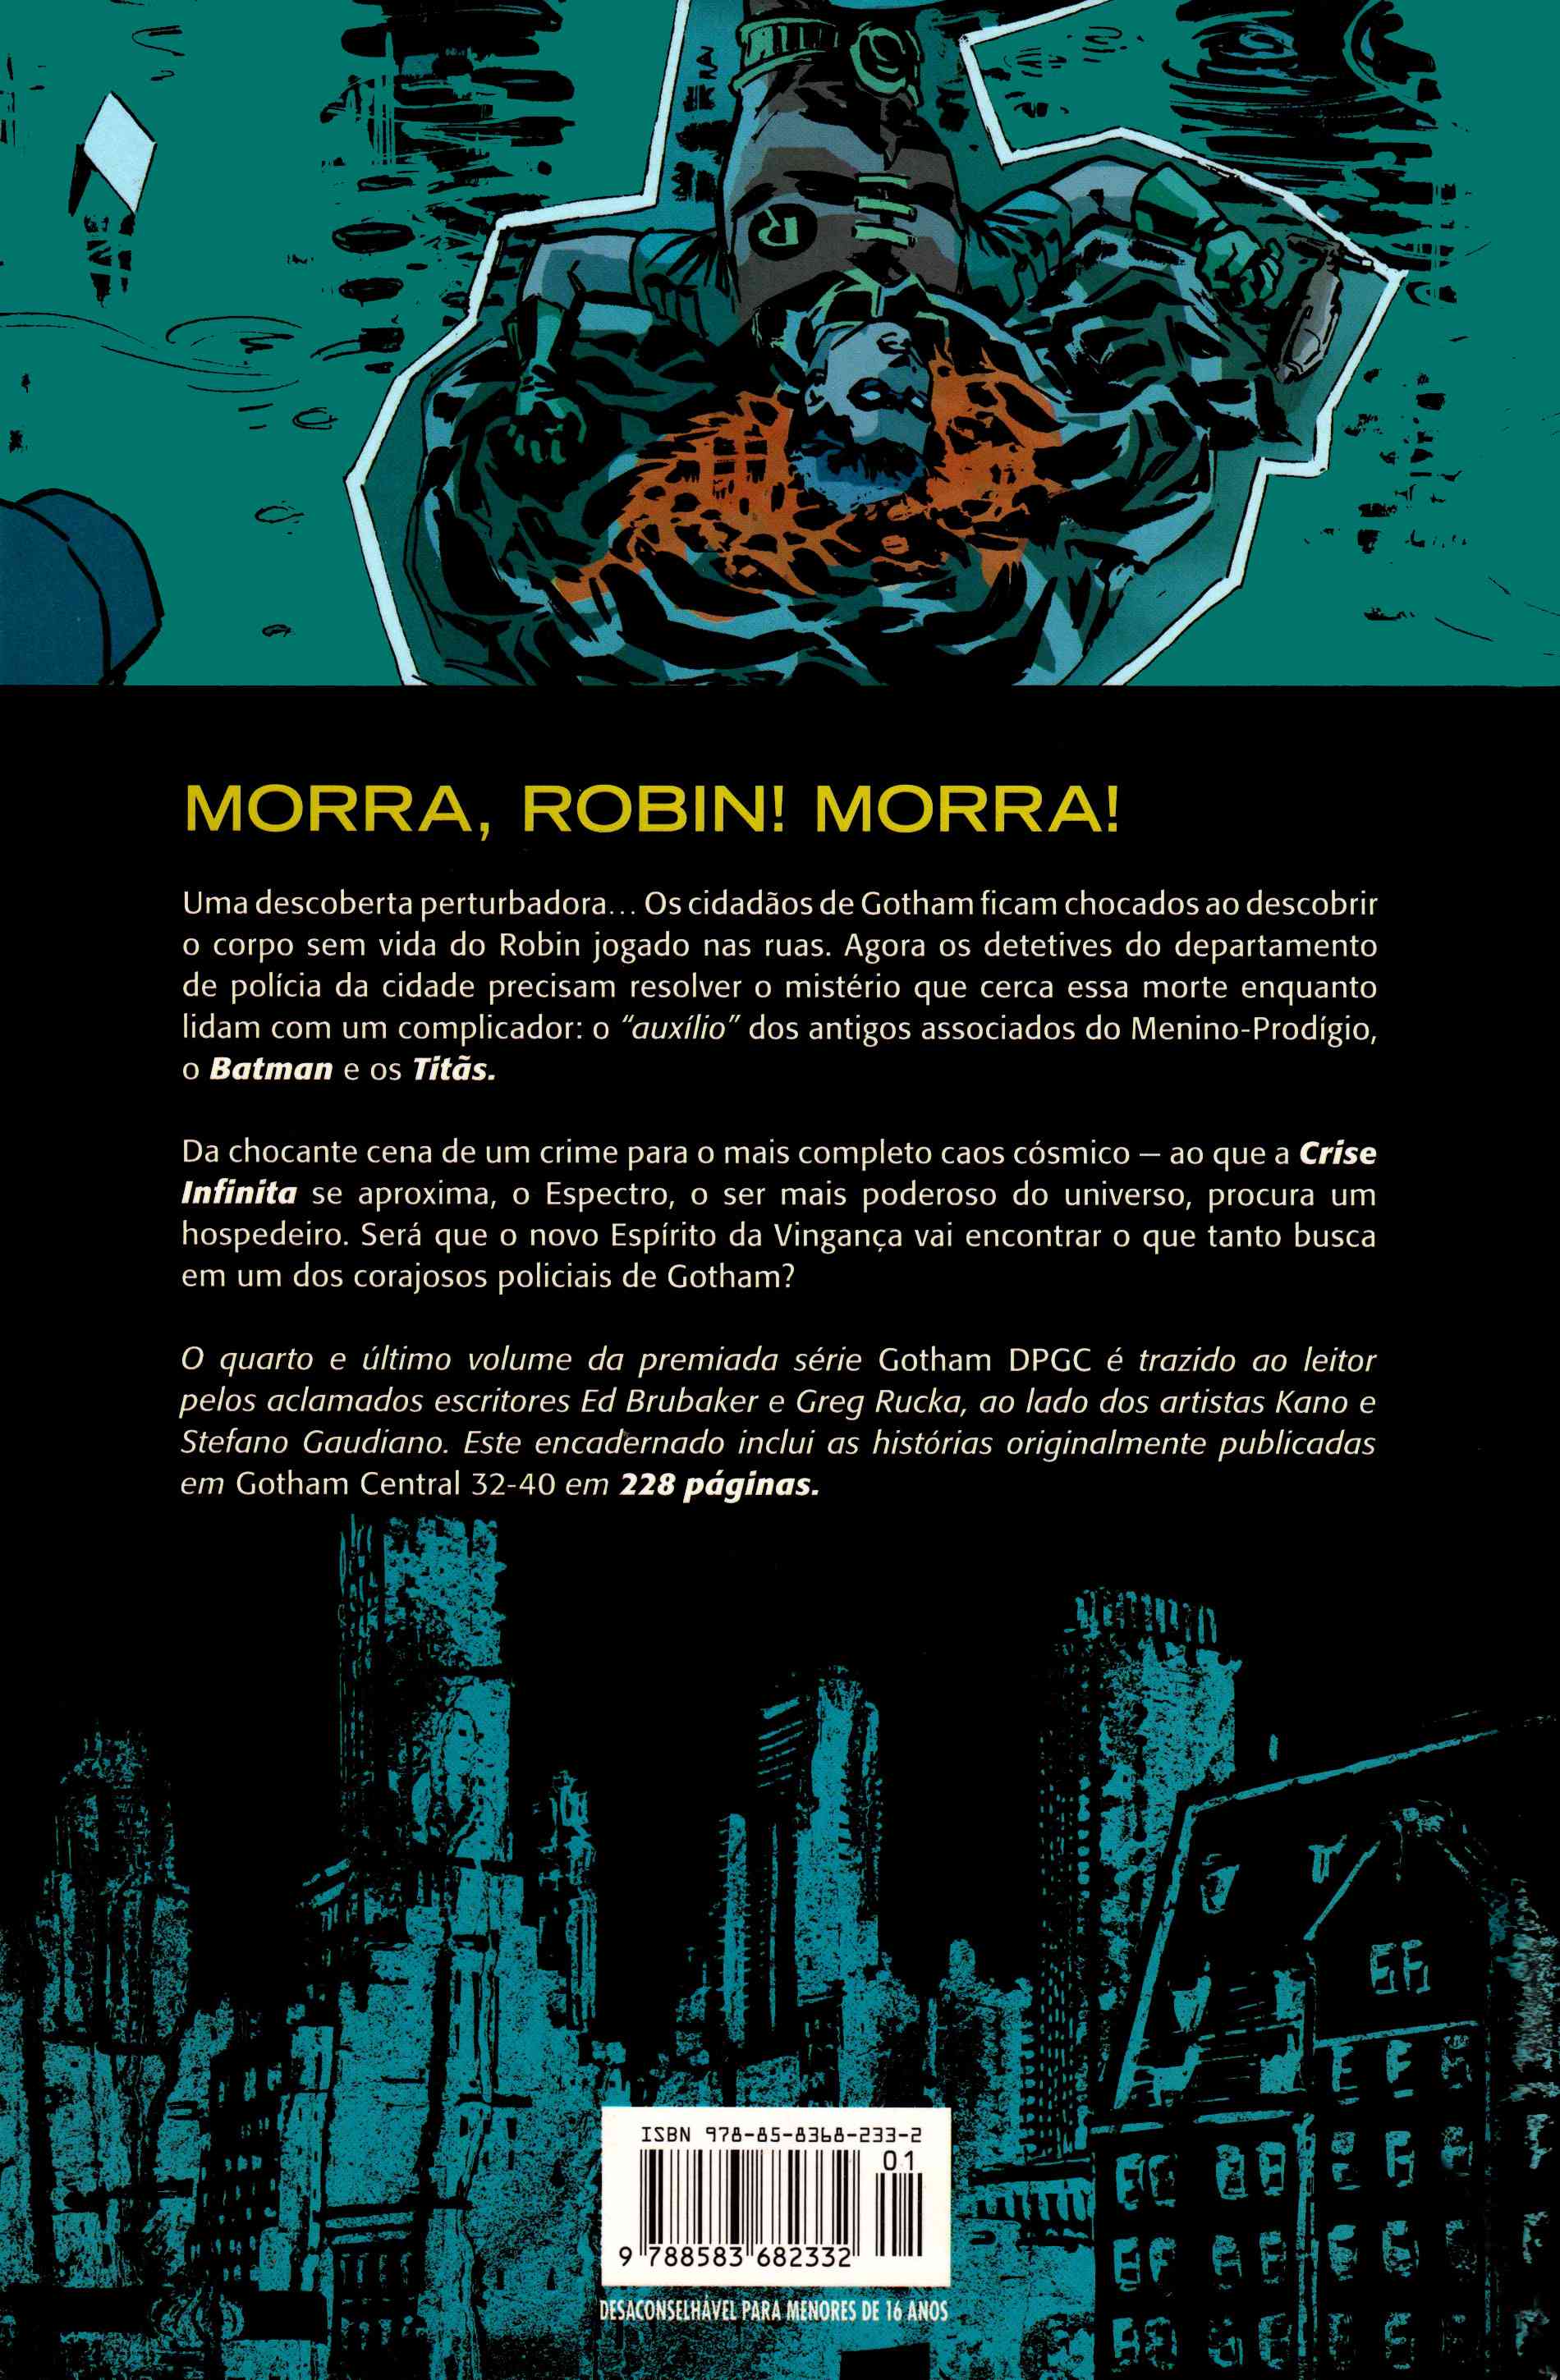 R
MORRA, ROBIN! MORRA!
Uma descoberta perturbadora... Os cidadãos de Gotham ficam chocados ao descobrir
o corpo sem vida do Robin jogado nas ruas. Agora os detetives do departamento
de polícia da cidade precisam resolver o mistério que cerca essa morte enquanto
lidam com um complicador: o “auxílio” dos antigos associados do Menino-Prodígio,
o Batman e os Titãs.
Da chocante cena de um crime para o mais completo caos cósmico – ao que a Crise
Infinita se aproxima, o Espectro, o ser mais poderoso do universo, procura um
hospedeiro. Será que o novo Espírito da Vingança vai encontrar o que tanto busca
em um dos corajosos policiais de Gotham?
O quarto e último volume da premiada série Gotham DPGC é trazido ao leitor
pelos aclamados escritores Ed Brubaker e Greg Rucka, ao lado dos artistas Kano e
Stefano Gaudiano. Este encadernado inclui as histórias originalmente publicadas
em Gotham Central 32-40 em 228 páginas.
ISBN 978-85-8368-233-2
01
9 788583 682332
DESACONSELHÁVEL PARA MENORES DE 16 ANOS